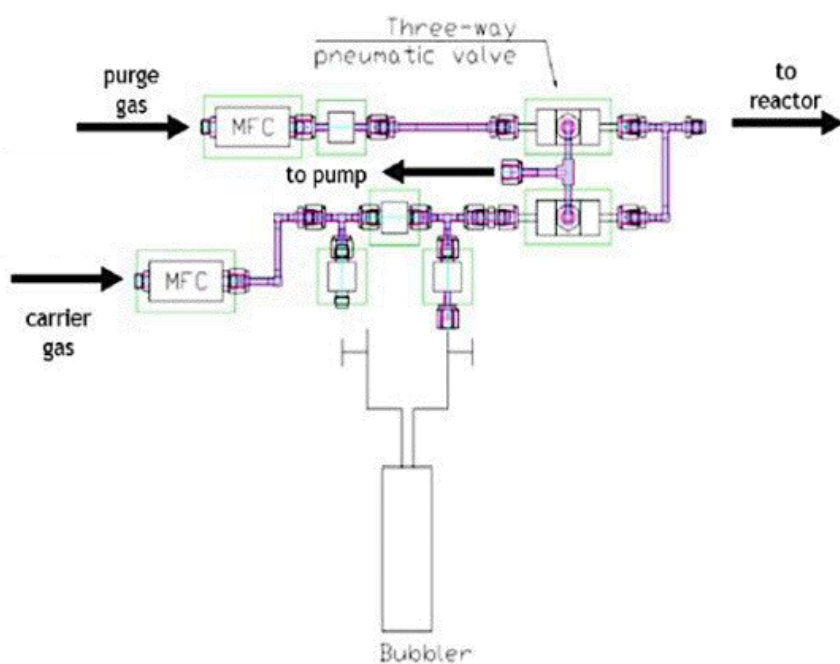 Three-way
pneumatic valve
purge
gas
to
reactor
MFC
to pump
MFC
carrier
gas
Bubbler